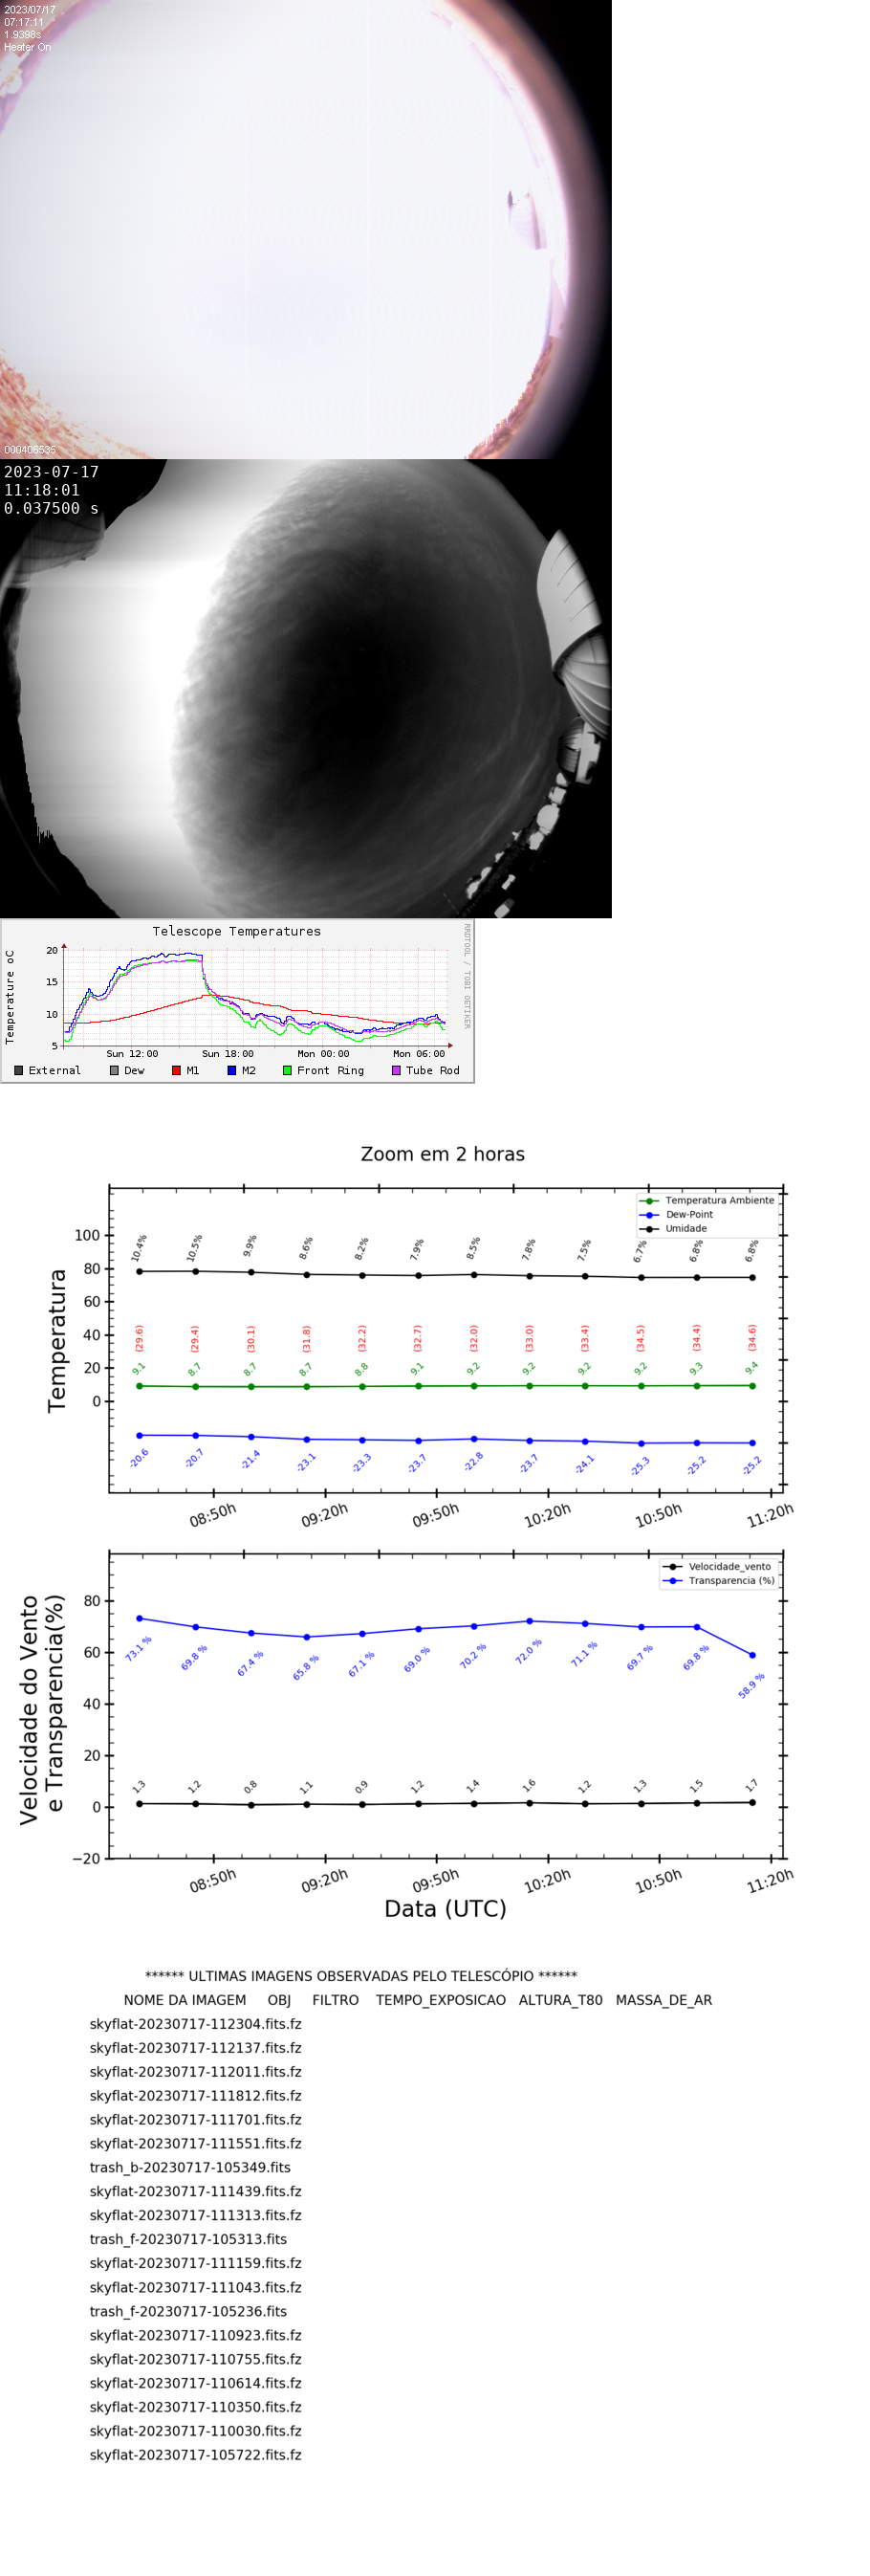 2023/07/17
07:17:11
1.9398s
Heater On
000406535
2023-07-17
11:18:01
0.037500 s
Telescope Temperatures
RRDTOOL / TOBI OETIKER
Temperature oC
20
15
10
5
Sun 12:00 Sun 18:00 Mon 00:00 Mon 06:00
External Dew M1 M2 Front Ring Tube Rod
Zoom em 2 horas
Temperatura Ambiente
Dew-Point
Umidade
Temperatura
100
80
60
40
20
0
10.4% 10.5% 9.9% 8.6% 8.2% 7.9% 8.5% 7.8% 7.5% 6.7% 6.8% 6.8%
(29.6) (29.4) (30.1) (31.8) (32.2) (32.7) (32.0) (33.0) (33.4) (34.5) (34.4) (34.6)
9.1 8.7 8.7 8.7 8.8 9.1 9.2 9.2 9.2 9.2 9.3 9.4
-20.6 -20.7 -21.4 -23.1 -23.3 -23.7 -22.8 -23.7 -24.1 -25.3 -25.2 -25.2
08:50h 09:20h 09:50h 10:20h 10:50h 11:20h
Velocidade_vento
Transparencia (%)
Velocidade do Vento
e Transparencia(%)
80
60
40
20
0
−20
73.1 % 69.8 % 67.4 % 65.8 % 67.1 % 69.0 % 70.2 % 72.0 % 71.1 % 69.7 % 69.8 % 58.9 %
1.3 1.2 0.8 1.1 0.9 1.2 1.4 1.6 1.2 1.3 1.5 1.7
08:50h 09:20h 09:50h 10:20h 10:50h 11:20h
Data (UTC)
****** ULTIMAS IMAGENS OBSERVADAS PELO TELESCÓPIO ******
NOME DA IMAGEM OBJ FILTRO TEMPO_EXPOSICAO ALTURA_T80 MASSA_DE_AR
skyflat-20230717-112304.fits.fz
skyflat-20230717-112137.fits.fz
skyflat-20230717-112011.fits.fz
skyflat-20230717-111812.fits.fz
skyflat-20230717-111701.fits.fz
skyflat-20230717-111551.fits.fz
trash_b-20230717-105349.fits
skyflat-20230717-111439.fits.fz
skyflat-20230717-111313.fits.fz
trash_f-20230717-105313.fits
skyflat-20230717-111159.fits.fz
skyflat-20230717-111043.fits.fz
trash_f-20230717-105236.fits
skyflat-20230717-110923.fits.fz
skyflat-20230717-110755.fits.fz
skyflat-20230717-110614.fits.fz
skyflat-20230717-110350.fits.fz
skyflat-20230717-110030.fits.fz
skyflat-20230717-105722.fits.fz